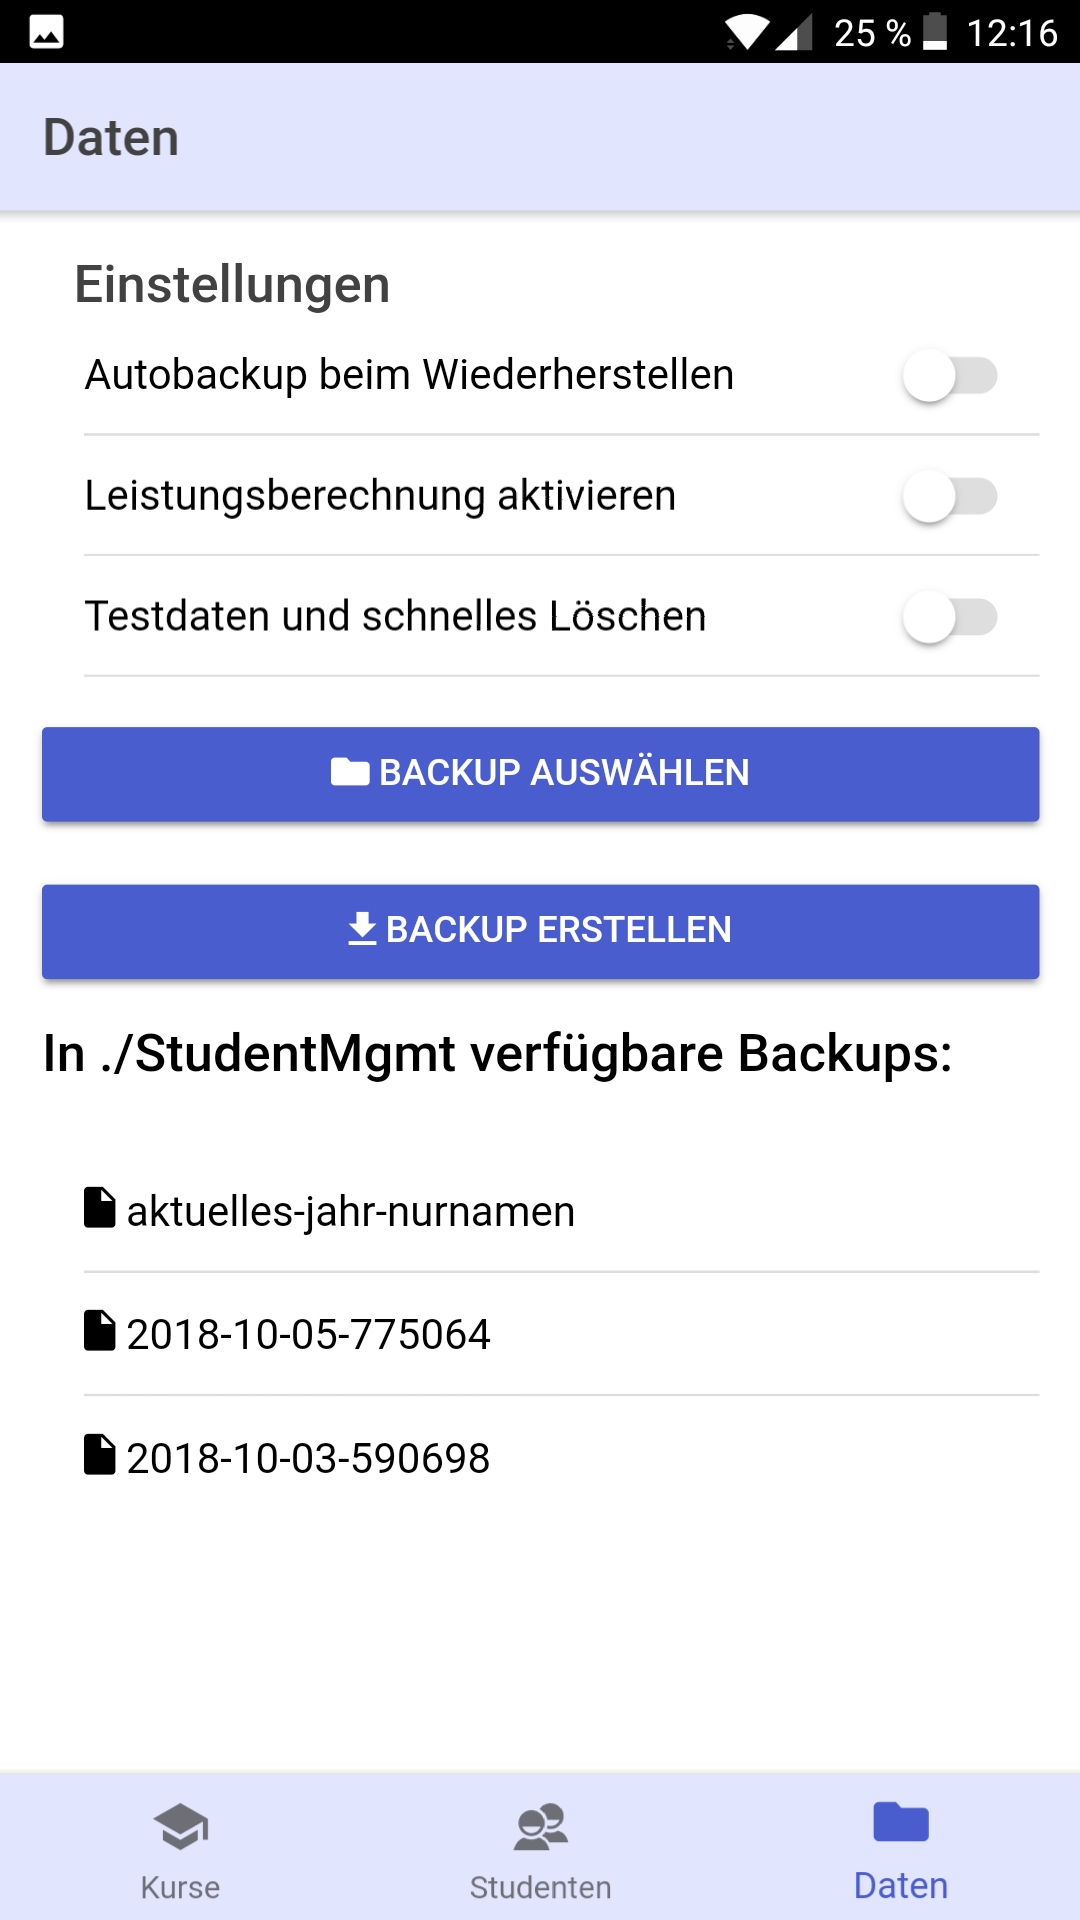 25 % 12:16
Daten
Einstellungen
Autobackup beim Wiederherstellen
Leistungsberechnung aktivieren
Testdaten und schnelles Löschen
BACKUP AUSWÄHLEN
BACKUP ERSTELLEN
In ./StudentMgmt verfügbare Backups:
aktuelles-jahr-nurnamen
2018-10-05-775064
2018-10-03-590698
Kurse Studenten Daten